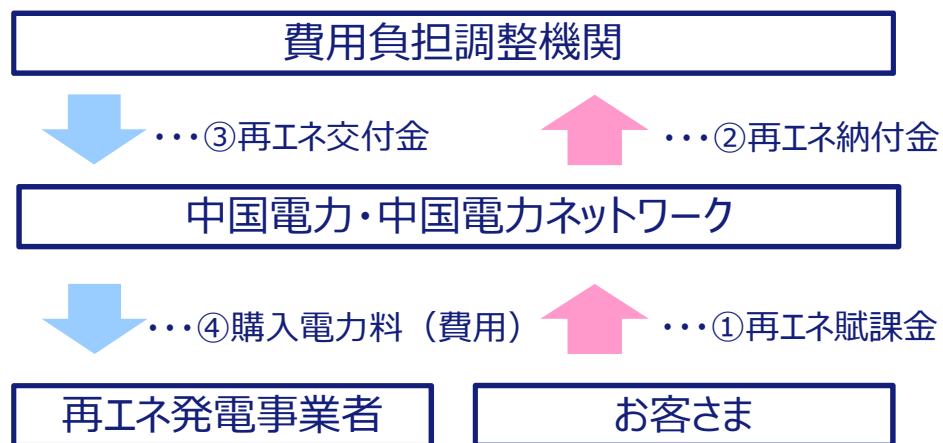 費用負担調整機関
・・・③再エネ交付金
・・・②再エネ納付金
中国電力・中国電力ネットワーク
・・・④購入電力料（費用）
・・・①再エネ賦課金
再エネ発電事業者
お客さま